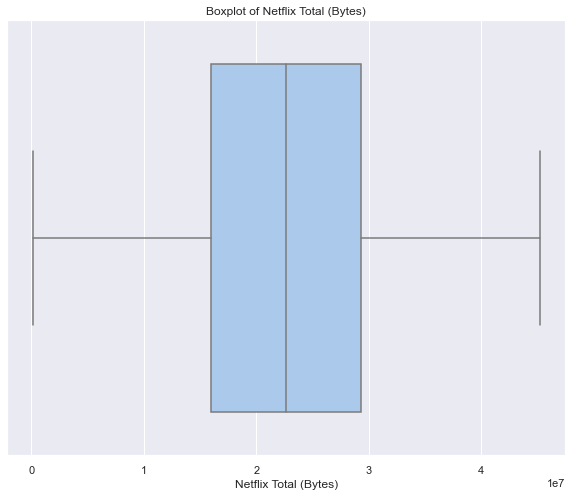 Boxplot of Netflix Total (Bytes)
0 1 2 3 4
1e7
Netflix Total (Bytes)